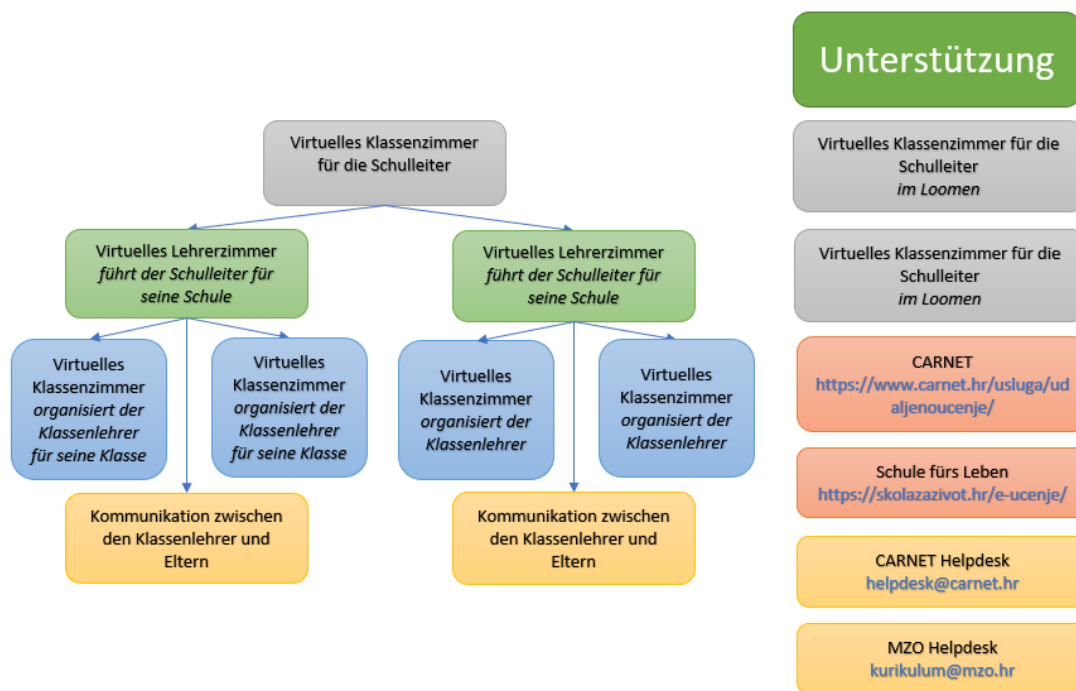 Virtuelles Klassenzimmer
für die Schulleiter
Virtuelles Lehrerzimmer
führt der Schulleiter für
seine Schule
Virtuelles Lehrerzimmer
führt der Schulleiter für
seine Schule
Virtuelles
Klassenzimmer
organisiert der
Klassenlehrer
für seine Klasse
Virtuelles
Klassenzimmer
organisiert der
Klassenlehrer
für seine Klasse
Virtuelles
Klassenzimmer
organisiert der
Klassenlehrer
Virtuelles
Klassenzimmer
organisiert der
Klassenlehrer
Kommunikation zwischen
den Klassenlehrer und
Eltern
Kommunikation zwischen
den Klassenlehrer und
Eltern
Unterstützung
Virtuelles Klassenzimmer für die
Schulleiter
im Loomen
Virtuelles Klassenzimmer für die
Schulleiter
im Loomen
CARNET
https://www.carnet.hr/usluga/ud
aljenoucenje/
Schule fürs Leben
https://skolazazivot.hr/e-ucenje/
CARNET Helpdesk
helpdesk@carnet.hr
MZO Helpdesk
kurikulum@mzo.hr